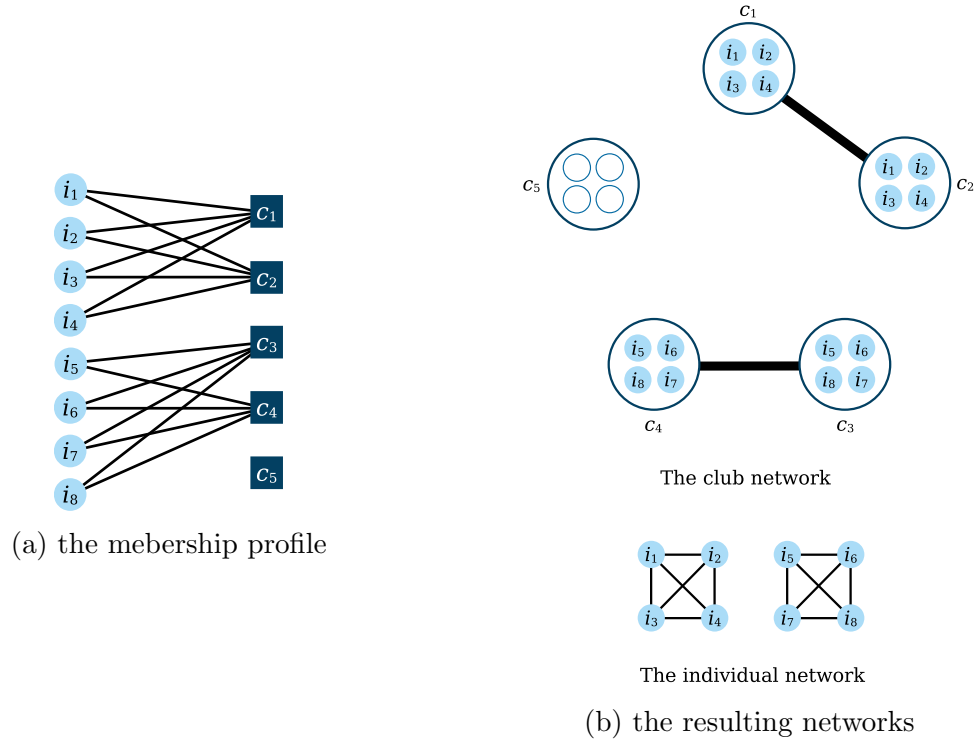 i1
i2
i3
i4
i5
i6
i7
i8
c1
c2
c3
c4
c5
(a) the mebership profile
c1
i1 i2
i3 i4
c2
i1 i2
i3 i4
c5
i5 i6
i8 i7
c4
i5 i6
i8 i7
c3
The club network
i1 i2
i3 i4
i5 i6
i7 i8
The individual network
(b) the resulting networks